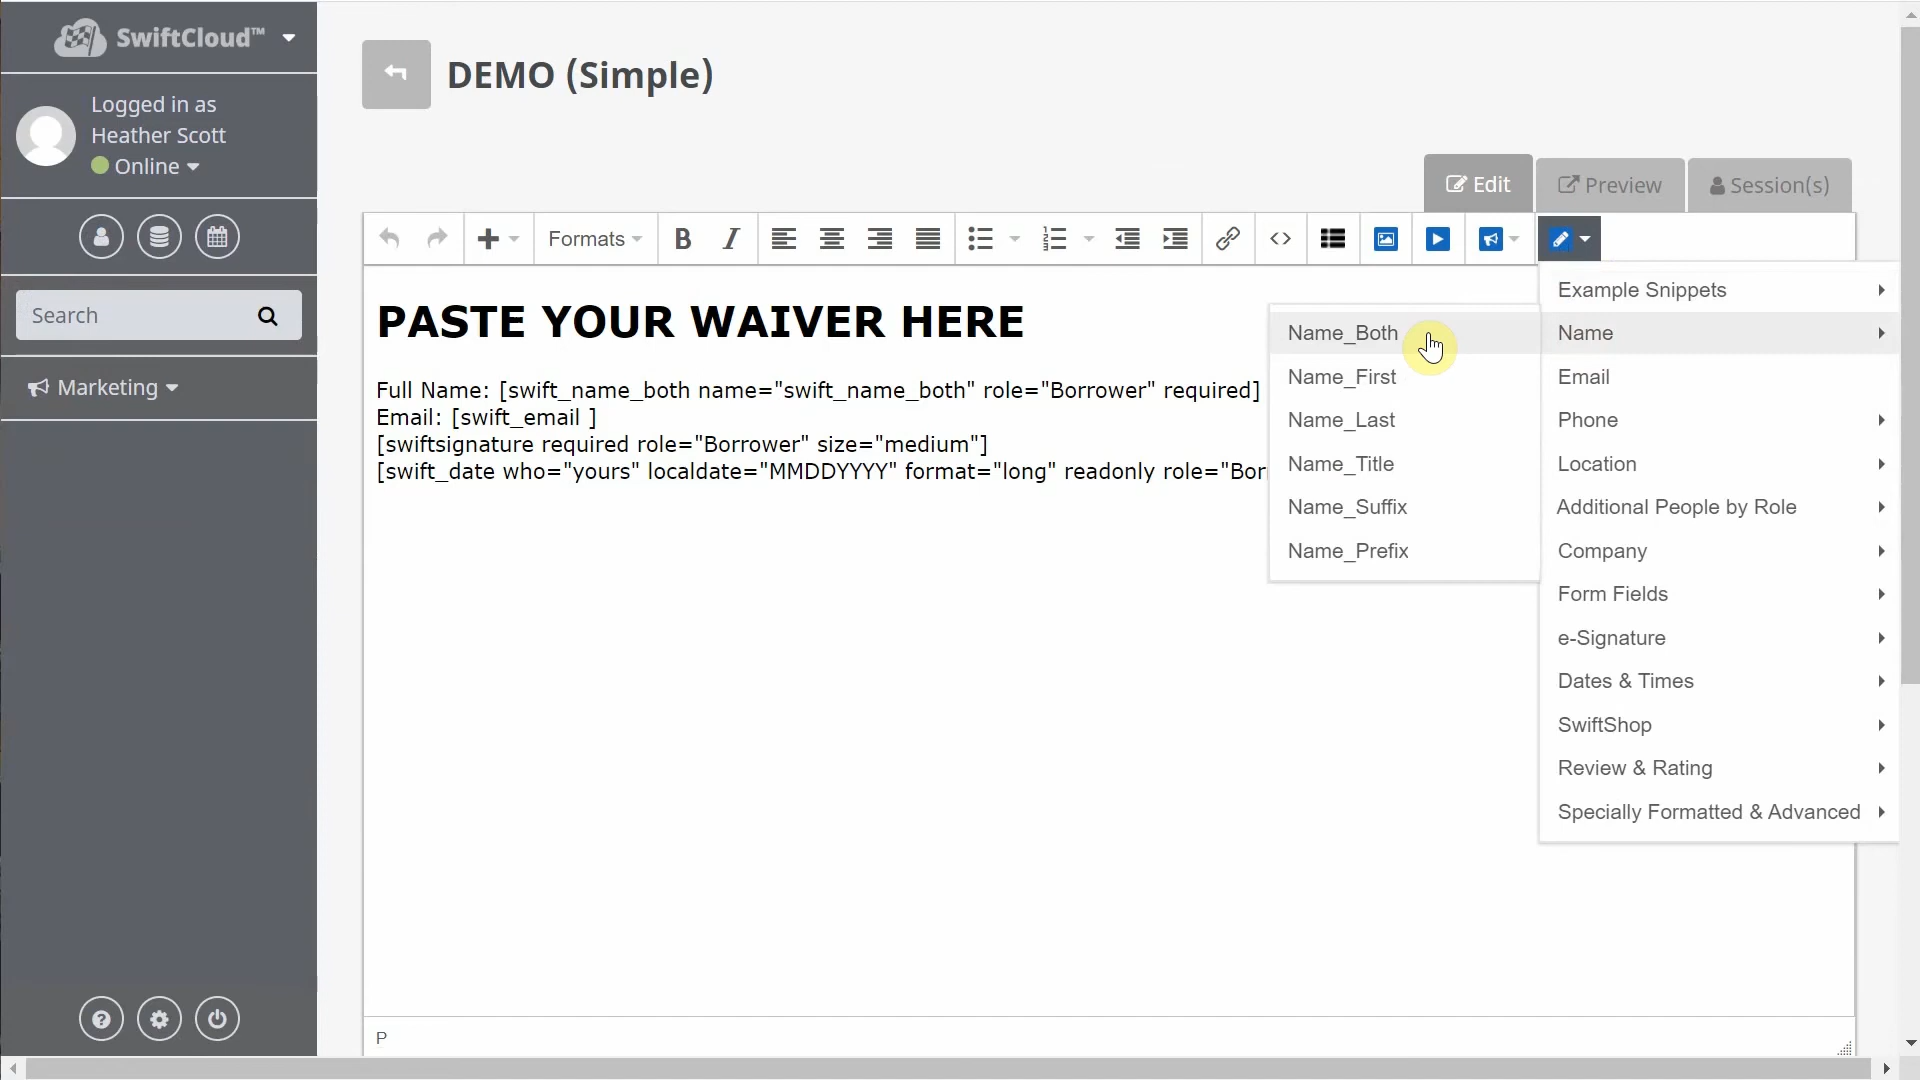 SwiftCloud™
Logged in as
Heather Scott
Online
Search
Marketing
DEMO (Simple)
Edit
Preview
Session(s)
Formats
B
I
PASTE YOUR WAIVER HERE
Full Name: [swift_name_both name="swift_name_both" role="Borrower" required]
Email: [swift_email ]
[swiftsignature required role="Borrower" size="medium"]
[swift_date who="yours" localdate="MMDDYYYY" format="long" readonly role="Bor
Name_Both
Name_First
Name_Last
Name_Title
Name_Suffix
Name_Prefix
Example Snippets
Name
Email
Phone
Location
Additional People by Role
Company
Form Fields
e-Signature
Dates & Times
SwiftShop
Review & Rating
Specially Formatted & Advanced
P